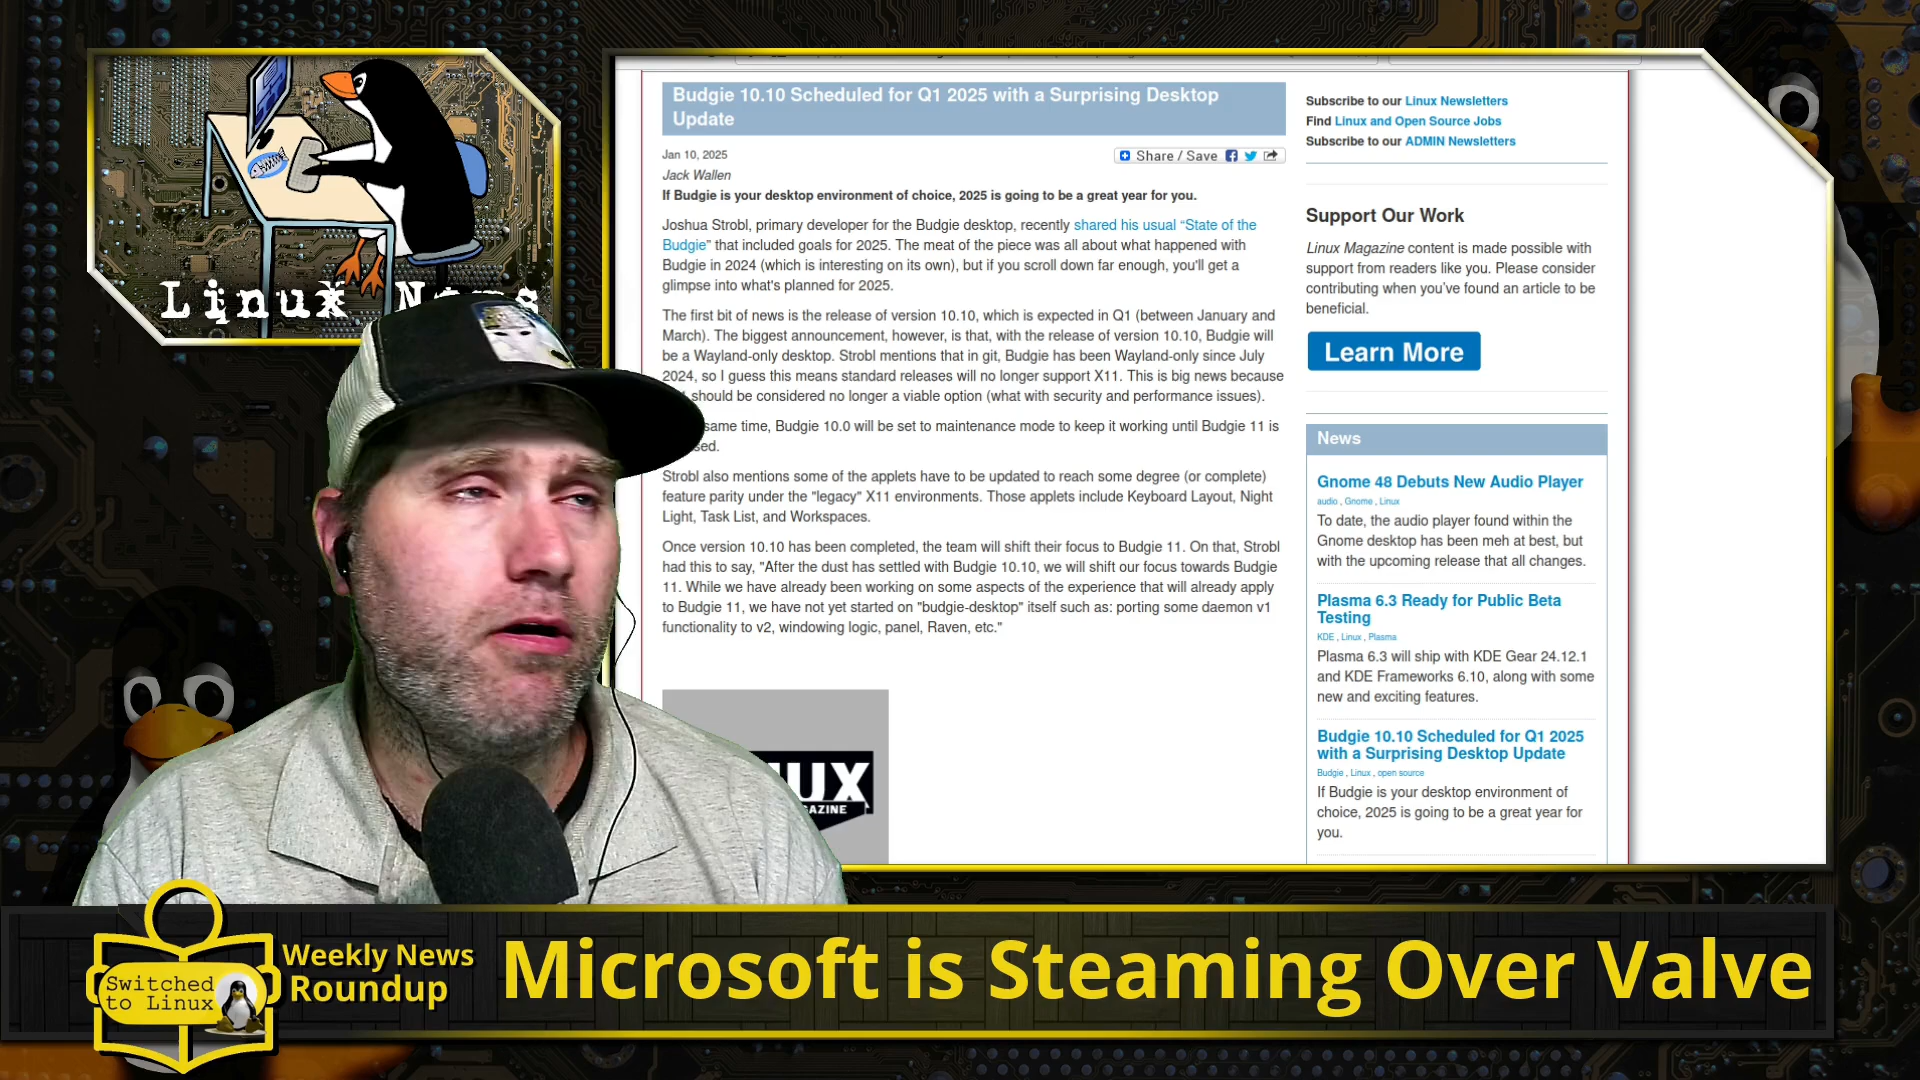 Linux News
Budgie 10.10 Scheduled for Q1 2025 with a Surprising Desktop
Update
Jan 10, 2025
Share / Save
Jack Wallen
If Budgie is your desktop environment of choice, 2025 is going to be a great year for you.
Joshua Strobl, primary developer for the Budgie desktop, recently shared his usual “State of the
Budgie” that included goals for 2025. The meat of the piece was all about what happened with
Budgie in 2024 (which is interesting on its own), but if you scroll down far enough, you'll get a
glimpse into what's planned for 2025.
The first bit of news is the release of version 10.10, which is expected in Q1 (between January and
March). The biggest announcement, however, is that, with the release of version 10.10, Budgie will
be a Wayland-only desktop. Strobl mentions that in git, Budgie has been Wayland-only since July
2024, so I guess this means standard releases will no longer support X11. This is big news because
should be considered no longer a viable option (what with security and performance issues).
same time, Budgie 10.0 will be set to maintenance mode to keep it working until Budgie 11 is
sed.
Strobl also mentions some of the applets have to be updated to reach some degree (or complete)
feature parity under the "legacy" X11 environments. Those applets include Keyboard Layout, Night
Light, Task List, and Workspaces.
Once version 10.10 has been completed, the team will shift their focus to Budgie 11. On that, Strobl
had this to say, "After the dust has settled with Budgie 10.10, we will shift our focus towards Budgie
11. While we have already been working on some aspects of the experience that will already apply
to Budgie 11, we have not yet started on "budgie-desktop" itself such as: porting some daemon v1
functionality to v2, windowing logic, panel, Raven, etc."
UX
AZINE
Subscribe to our Linux Newsletters
Find Linux and Open Source Jobs
Subscribe to our ADMIN Newsletters
Support Our Work
Linux Magazine content is made possible with
support from readers like you. Please consider
contributing when you've found an article to be
beneficial.
Learn More
News
Gnome 48 Debuts New Audio Player
audio , Gnome , Linux
To date, the audio player found within the
Gnome desktop has been meh at best, but
with the upcoming release that all changes.
Plasma 6.3 Ready for Public Beta
Testing
KDE , Linux , Plasma
Plasma 6.3 will ship with KDE Gear 24.12.1
and KDE Frameworks 6.10, along with some
new and exciting features.
Budgie 10.10 Scheduled for Q1 2025
with a Surprising Desktop Update
Budgie , Linux , open source
If Budgie is your desktop environment of
choice, 2025 is going to be a great year for
you.
Switched
to Linux
Weekly News
Roundup
Microsoft is Steaming Over Valve